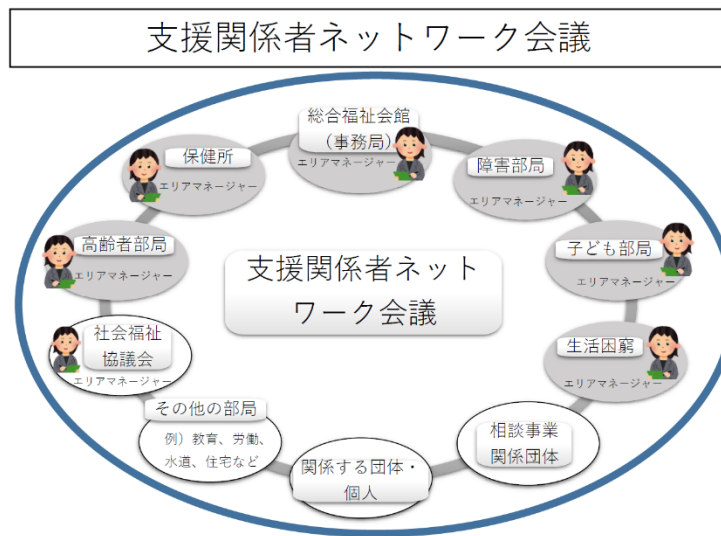 支援関係者ネットワーク会議
総合福祉会館
（事務局）
エリアマネージャー
保健所
エリアマネージャー
障害部局
エリアマネージャー
高齢者部局
エリアマネージャー
子ども部局
エリアマネージャー
支援関係者ネット
ワーク会議
社会福祉
協議会
エリアマネージャー
生活困窮
エリアマネージャー
その他の部局
例）教育、労働、
水道、住宅など
相談事業
関係団体
関係する団体・
個人